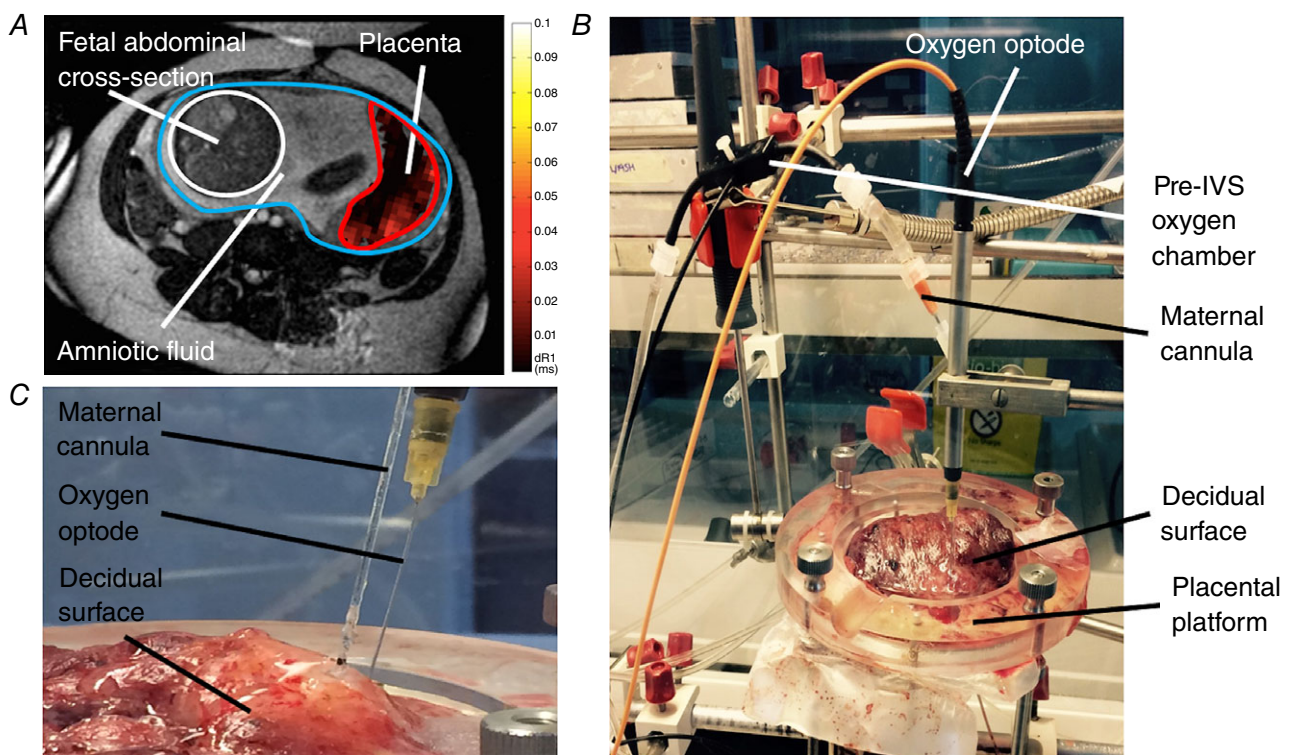 A
Fetal abdominal
cross-section
Placenta
Amniotic fluid
0.1
0.09
0.08
0.07
0.06
0.05
0.04
0.03
0.02
0.01
dR1
(ms)
B
Oxygen optode
Pre-IVS
oxygen
chamber
Maternal
cannula
Decidual
surface
Placental
platform
C
Maternal
cannula
Oxygen
optode
Decidual
surface